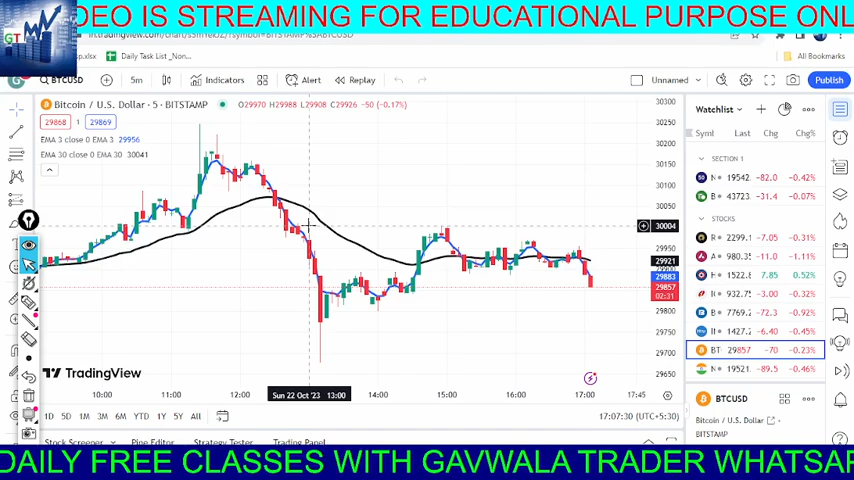 DEO IS STREAMING FOR EDUCATIONAL PURPOSE ONL
GT
Daily Task List _Non...
All Bookmarks
BTCUSD
5m
Indicators
Alert
Replay
Unnamed
Publish
Bitcoin / U.S. Dollar · 5 · BITSTAMP
O29970 H29988 L29908 C29926 -50 (-0.17%)
29868 1 29869
EMA 3 close 0 EMA 3 29956
EMA 30 close 0 EMA 30 30041
30300
30200
30150
30100
30050
30004
29950
29921
29883
29857
02:31
29800
29750
29700
29650
TradingView
10:00
11:00
12:00
Sun 22 Oct '23 13:00
14:00
15:00
16:00
17:00
17:45
1D 5D 1M 3M 6M YTD 1Y 5Y All
17:07:30 (UTC+5:30)
Stock Screener
Pine Editor
Strategy Tester
Trading Panel
Watchlist
Syml Last Chg Chg%
SECTION 1
19542. -82.0 -0.42%
43723. -31.4 -0.07%
STOCKS
2299.1 -7.05 -0.31%
980.35 -11.0 -1.11%
1522.8 7.85 0.52%
932.75 -3.00 -0.32%
7769.2 -72.3 -0.92%
1427.2 -6.40 -0.45%
BT 29857 -70 -0.23%
19521. -89.5 -0.46%
BTCUSD
Bitcoin / U.S. Dollar
BITSTAMP
DAILY FREE CLASSES WITH GAVWALA TRADER WHATSAP